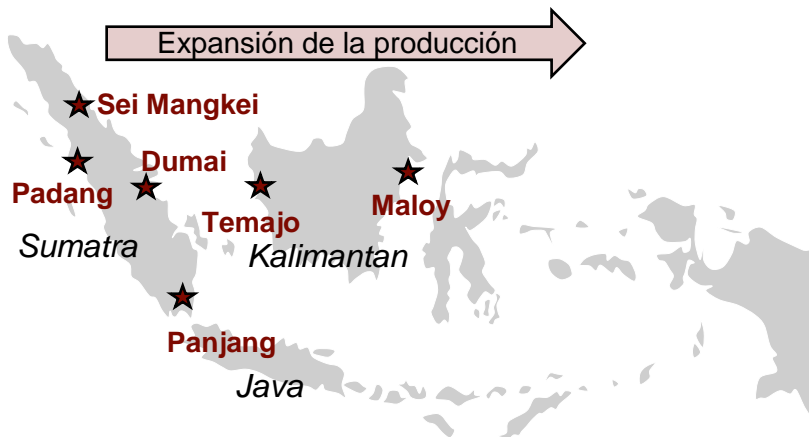 Expansión de la producción
Sei Mangkei
Dumai
Padang
Temajo
Maloy
Sumatra
Kalimantan
Panjang
Java